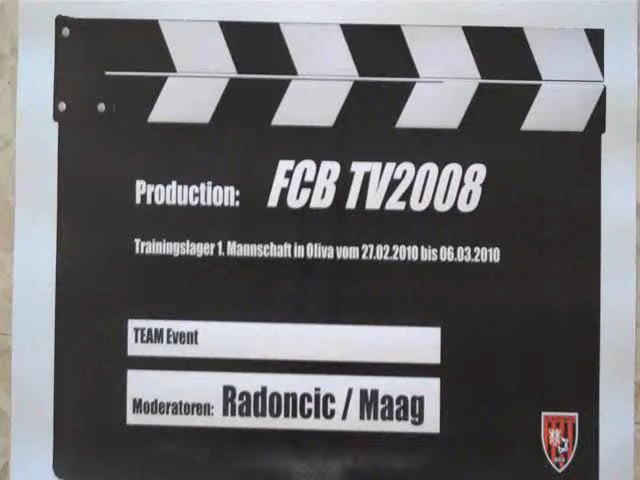 Production: FCB TV2008
Trainingslager 1. Mannschaft in Oliva vom 27.02.2010 bis 06.03.2010
TEAM Event
Moderatoren: Radoncic / Maag